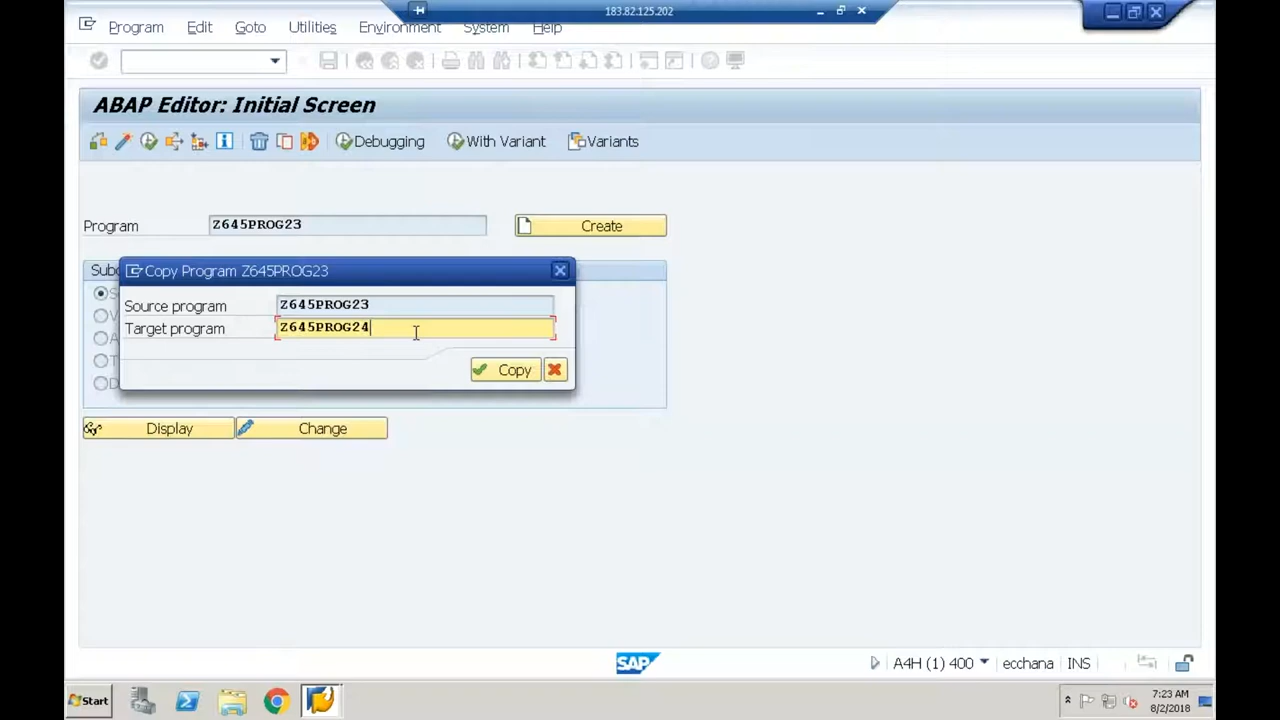 183.82.125.202
Program Edit Goto Utilities Environment System Help
ABAP Editor: Initial Screen
Debugging With Variant Variants
Program Z645PROG23 Create
Copy Program Z645PROG23
Source program Z645PROG23
Target program Z645PROG24
Copy
Display Change
SAP A4H (1) 400 ecchana INS
Start 7:23 AM
8/2/2018